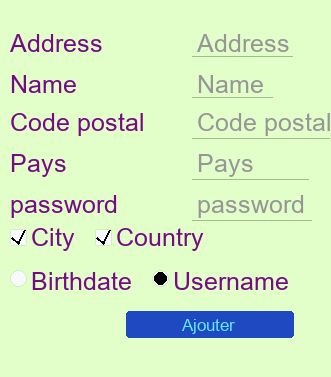 Address Address
Name Name
Code postal Code postal
Pays Pays
password password
City Country
Birthdate Username
Ajouter